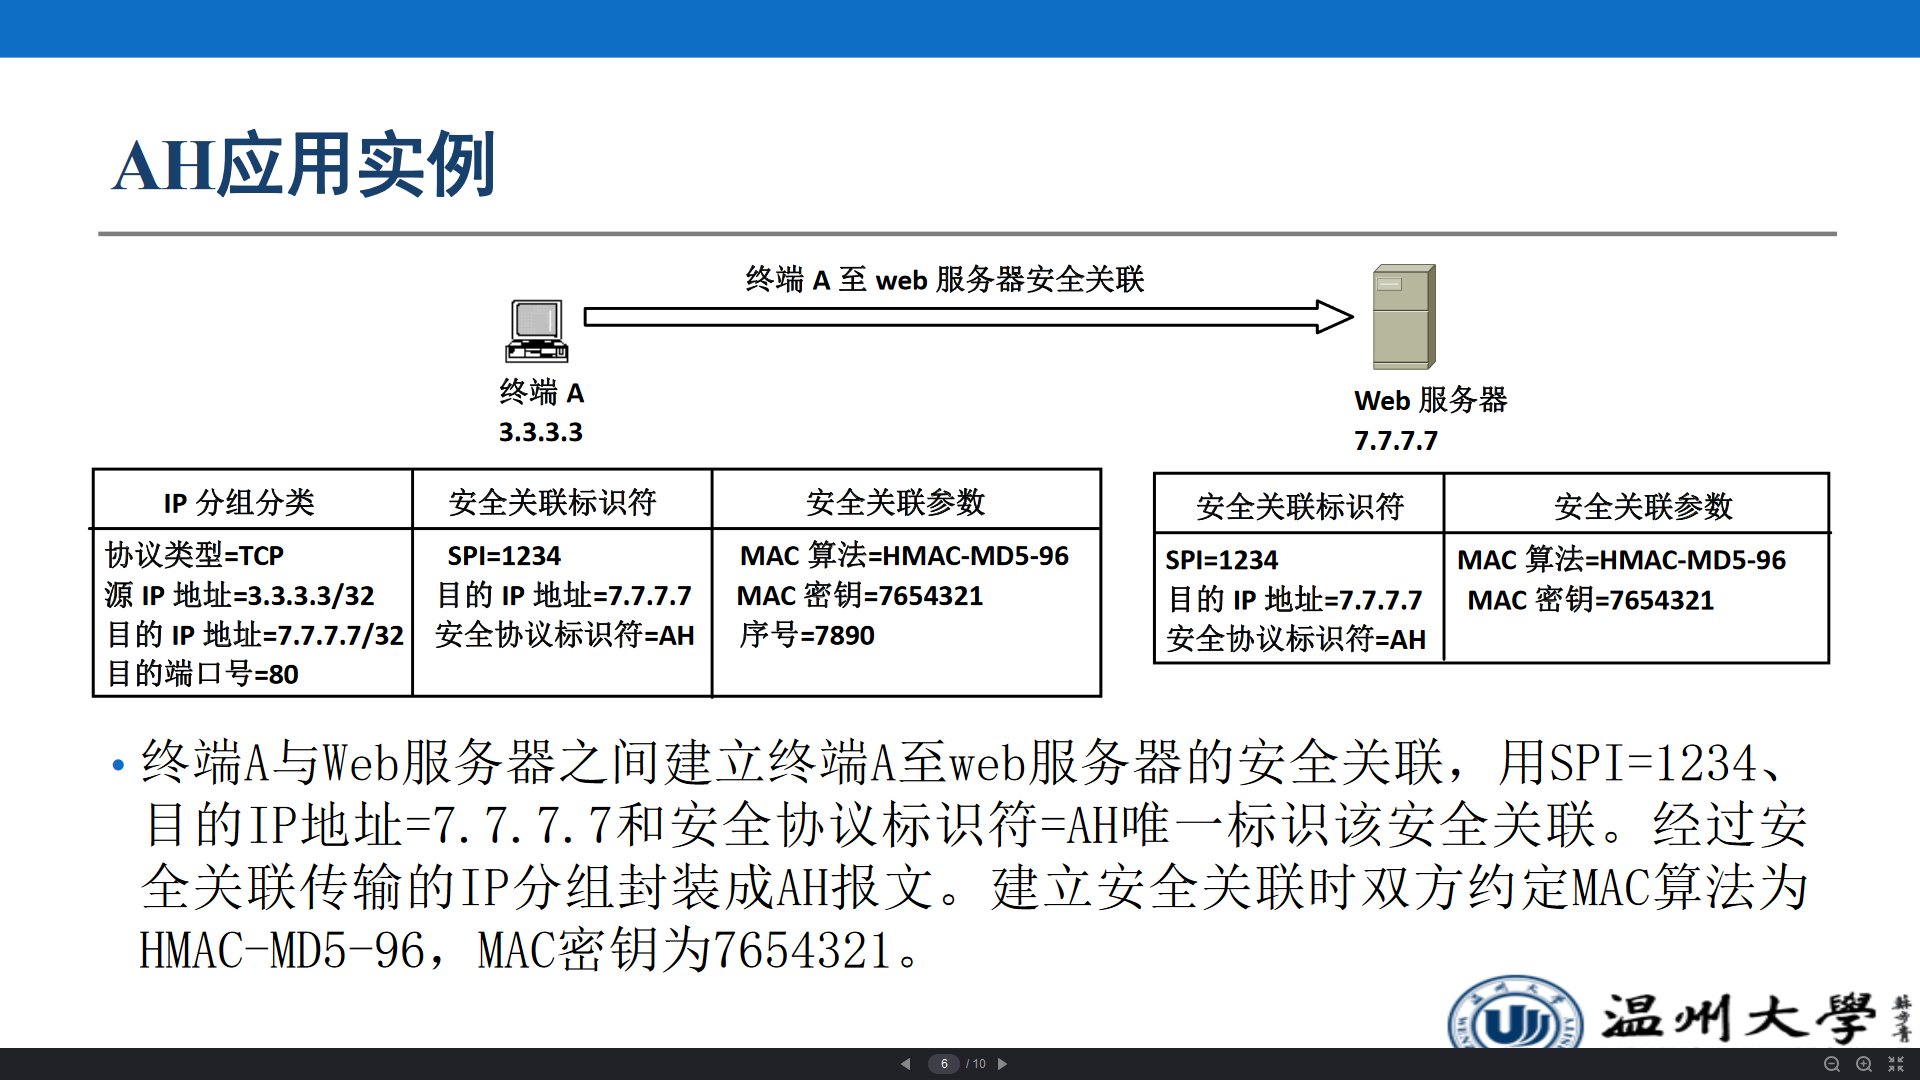 AH应用实例
终端 A 至 web 服务器安全关联
终端 A
3.3.3.3
Web 服务器
7.7.7.7
IP 分组分类 安全关联标识符 安全关联参数
协议类型=TCP SPI=1234 MAC 算法=HMAC-MD5-96
源 IP 地址=3.3.3.3/32 目的 IP 地址=7.7.7.7 MAC 密钥=7654321
目的 IP 地址=7.7.7.7/32 安全协议标识符=AH 序号=7890
目的端口号=80
安全关联标识符 安全关联参数
SPI=1234 MAC 算法=HMAC-MD5-96
目的 IP 地址=7.7.7.7 MAC 密钥=7654321
安全协议标识符=AH
• 终端A与Web服务器之间建立终端A至web服务器的安全关联，用SPI=1234、
目的IP地址=7.7.7.7和安全协议标识符=AH唯一标识该安全关联。经过安
全关联传输的IP分组封装成AH报文。建立安全关联时双方约定MAC算法为
HMAC-MD5-96，MAC密钥为7654321。
温州大學
6 / 10